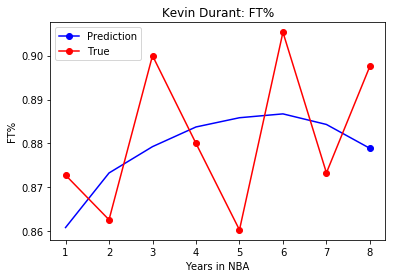 Kevin Durant: FT%
Prediction
True
FT%
0.90
0.89
0.88
0.87
0.86
1 2 3 4 5 6 7 8
Years in NBA